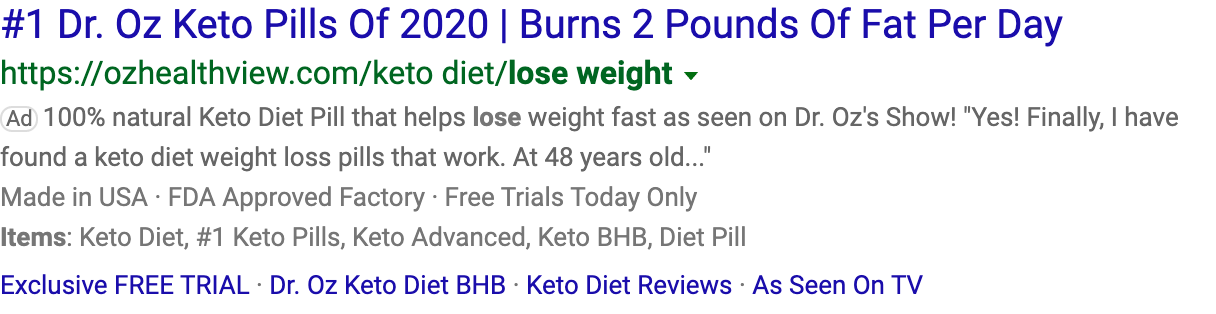 #1 Dr. Oz Keto Pills Of 2020 | Burns 2 Pounds Of Fat Per Day
https://ozhealthview.com/keto diet/lose weight
Ad 100% natural Keto Diet Pill that helps lose weight fast as seen on Dr. Oz's Show! "Yes! Finally, I have
found a keto diet weight loss pills that work. At 48 years old..."
Made in USA · FDA Approved Factory · Free Trials Today Only
Items: Keto Diet, #1 Keto Pills, Keto Advanced, Keto BHB, Diet Pill
Exclusive FREE TRIAL · Dr. Oz Keto Diet BHB · Keto Diet Reviews · As Seen On TV